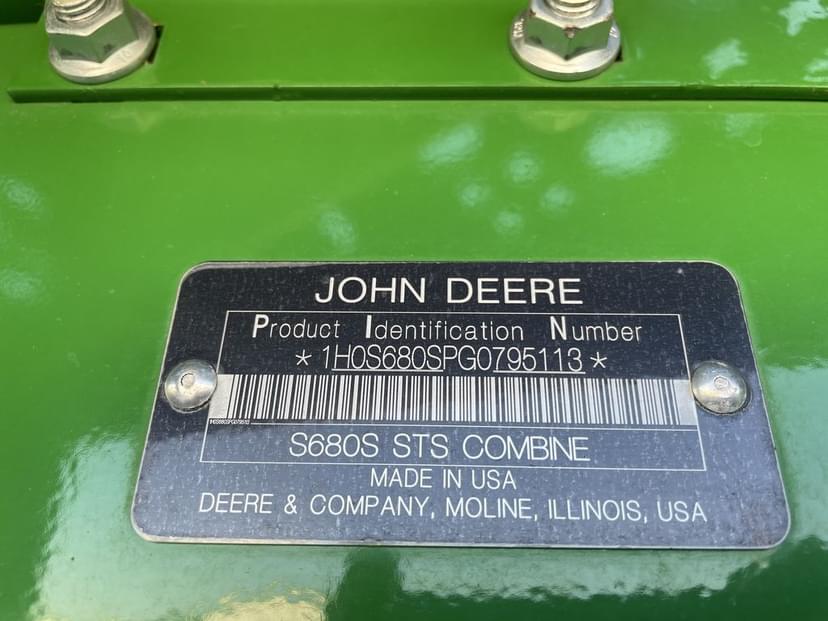 JOHN DEERE
Product Identification Number
*1H0S680SPG0795113*
S680S STS COMBINE
MADE IN USA
DEERE & COMPANY, MOLINE, ILLINOIS, USA